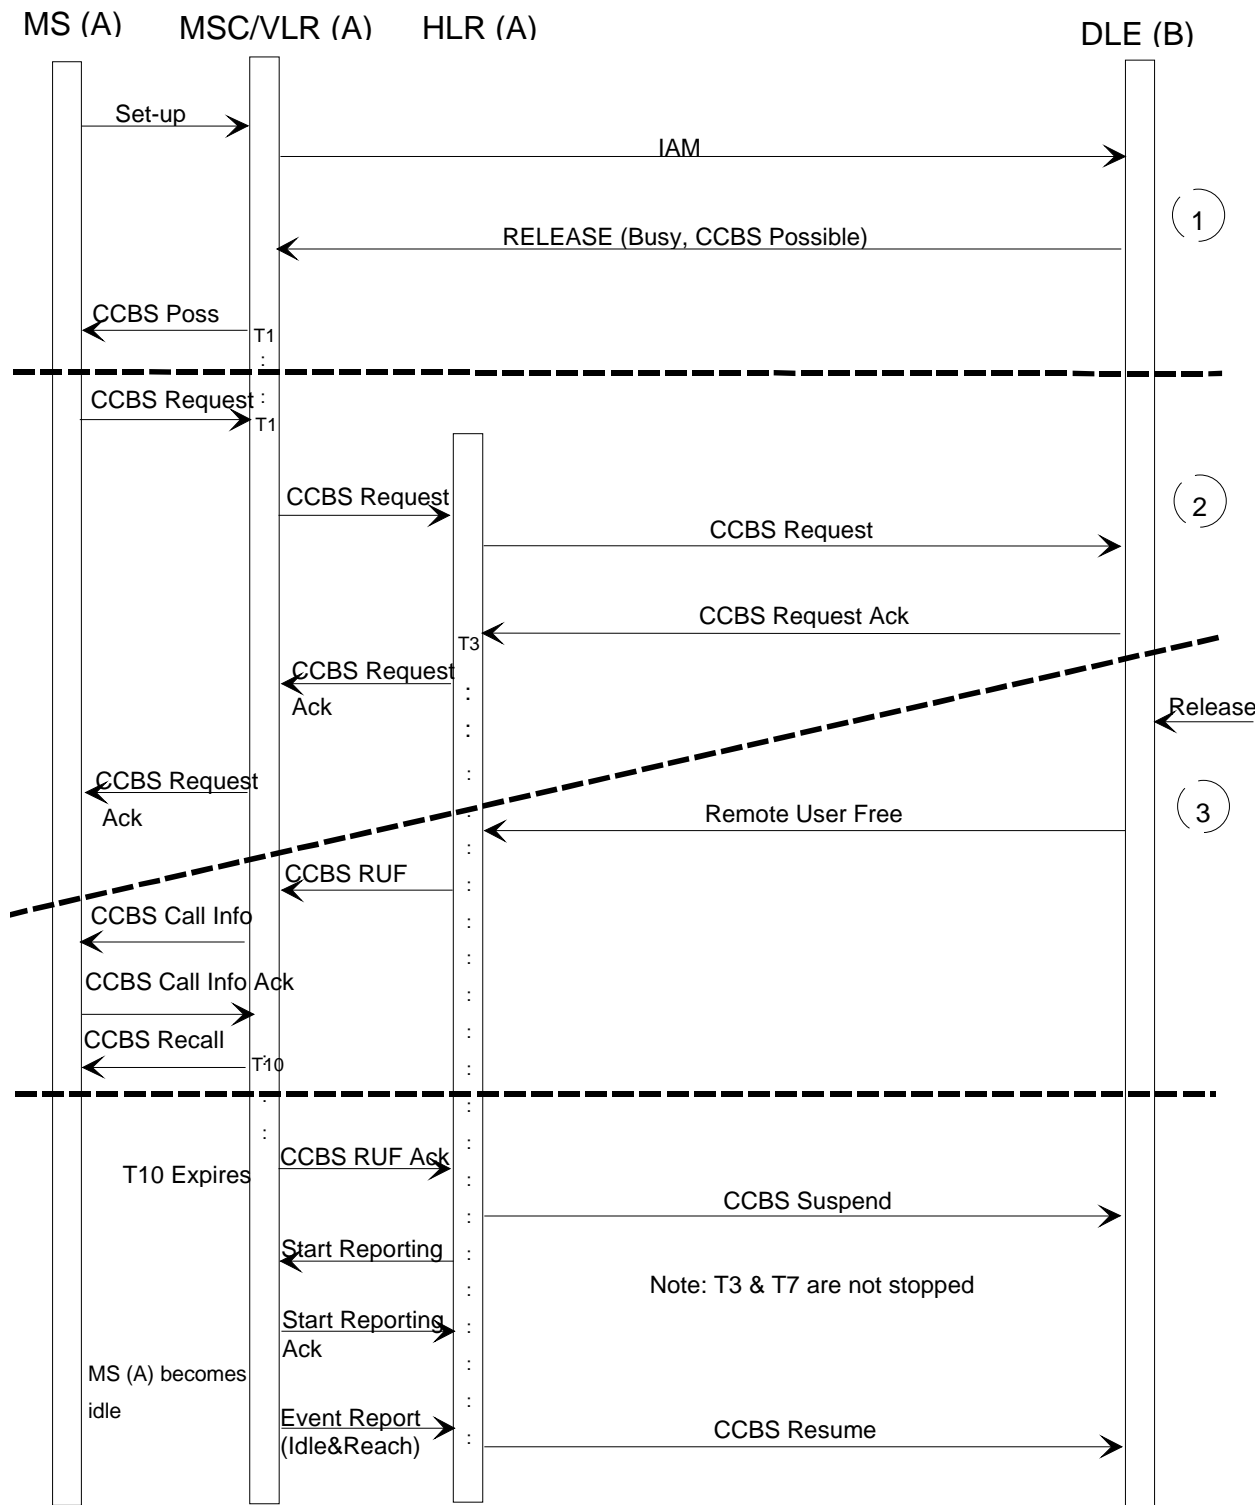 MS (A)
MSC/VLR (A)
HLR (A)
DLE (B)
Set-up
IAM
1
RELEASE (Busy, CCBS Possible)
CCBS Poss
T1
CCBS Request
T1
CCBS Request
2
CCBS Request
CCBS Request Ack
T3
CCBS Request
Ack
Release
CCBS Request
Ack
Remote User Free
3
CCBS RUF
CCBS Call Info
CCBS Call Info Ack
CCBS Recall
T10
CCBS RUF Ack
T10 Expires
CCBS Suspend
Start Reporting
Note: T3 & T7 are not stopped
Start Reporting
Ack
MS (A) becomes
idle
Event Report
(Idle&Reach)
CCBS Resume